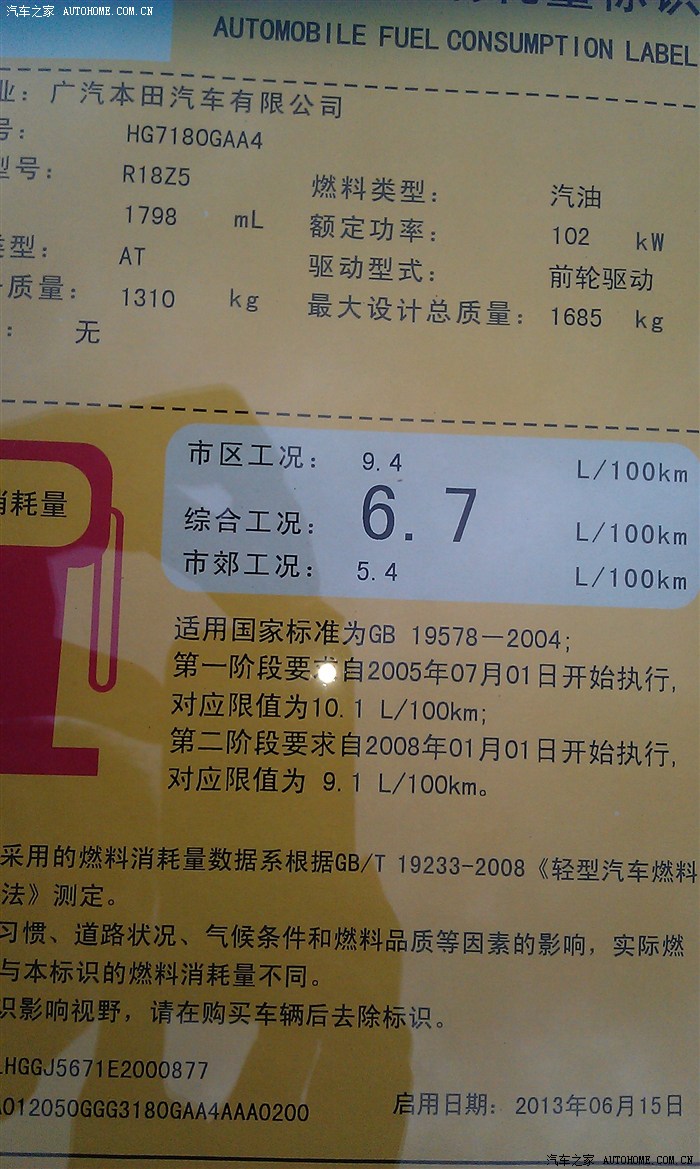 汽车之家 AUTOHOME.COM.CN
量标识
AUTOMOBILE FUEL CONSUMPTION LABEL
业: 广汽本田汽车有限公司
号: HG7180GAA4
型号: R18Z5 燃料类型: 汽油
1798 mL 额定功率: 102 kW
类型: AT 驱动型式: 前轮驱动
质量: 1310 kg 最大设计总质量: 1685 kg
: 无
市区工况: 9.4 L/100km
消耗量
综合工况: 6.7 L/100km
市郊工况: 5.4 L/100km
适用国家标准为GB 19578—2004;
第一阶段要求自2005年07月01日开始执行,
对应限值为10.1 L/100km;
第二阶段要求自2008年01月01日开始执行,
对应限值为 9.1 L/100km。
采用的燃料消耗量数据系根据GB/T 19233-2008《轻型汽车燃料
法》测定。
习惯、道路状况、气候条件和燃料品质等因素的影响, 实际燃
与本标识的燃料消耗量不同。
识影响视野, 请在购买车辆后去除标识。
LHGGJ5671E2000877
A012050GGG3180GAA4AAA0200 启用日期: 2013年06月15日
汽车之家 AUTOHOME.COM.CN